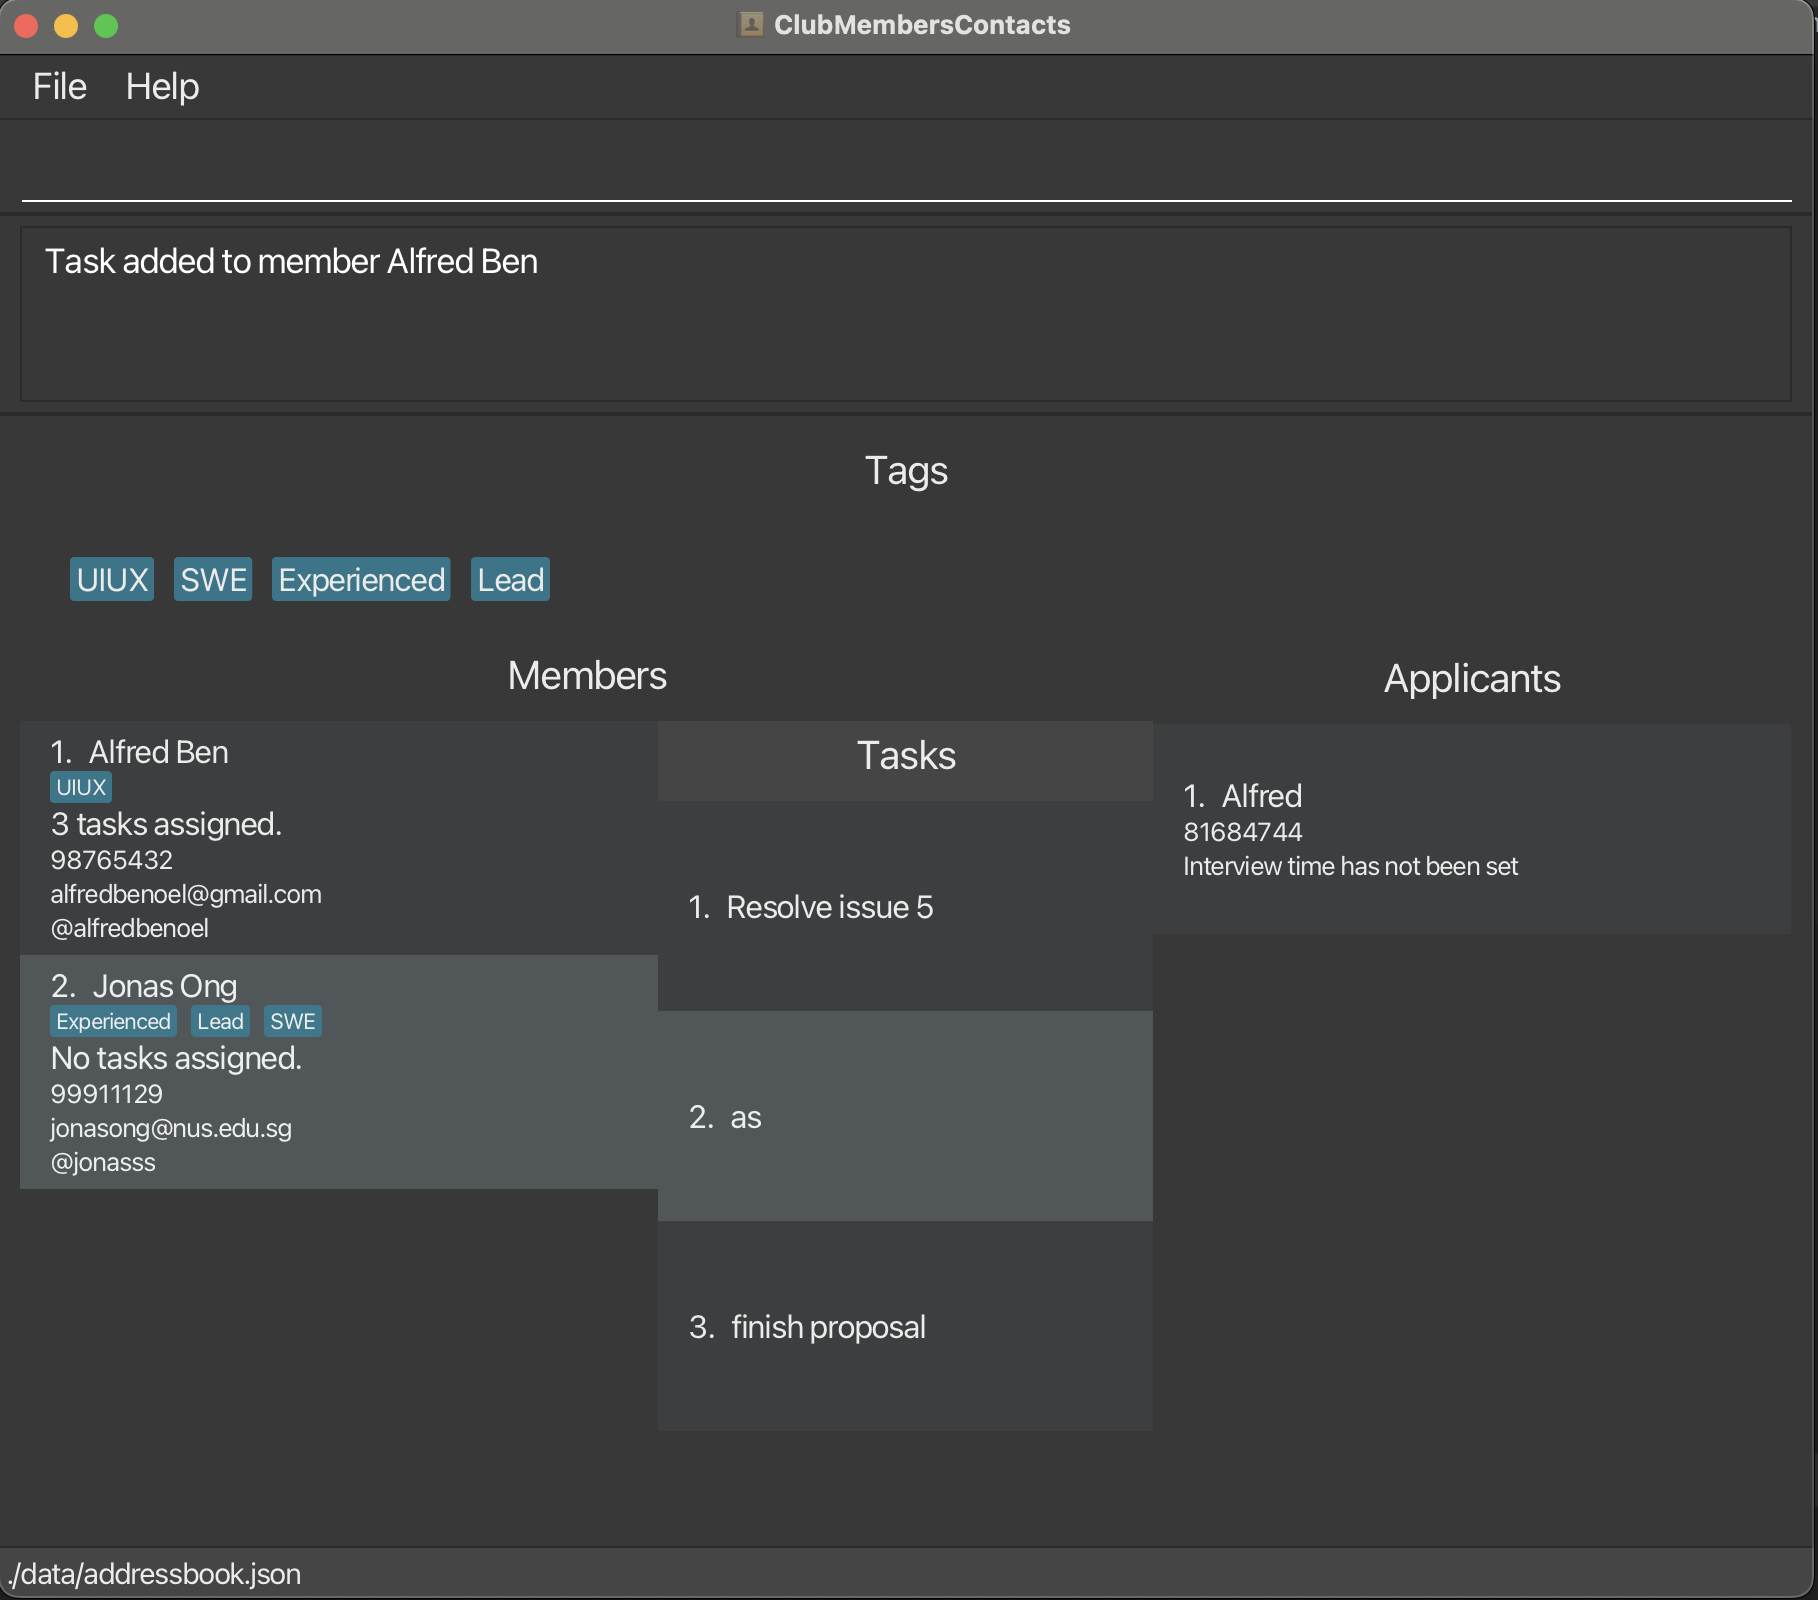 ClubMembersContacts
File Help
Task added to member Alfred Ben
Tags
UIUX SWE Experienced Lead
Members
1. Alfred Ben
UIUX
3 tasks assigned.
98765432
alfredbenoel@gmail.com
@alfredbenoel
2. Jonas Ong
Experienced Lead SWE
No tasks assigned.
99911129
jonasong@nus.edu.sg
@jonasss
Tasks
1. Resolve issue 5
2. as
3. finish proposal
Applicants
1. Alfred
81684744
Interview time has not been set
./data/addressbook.json